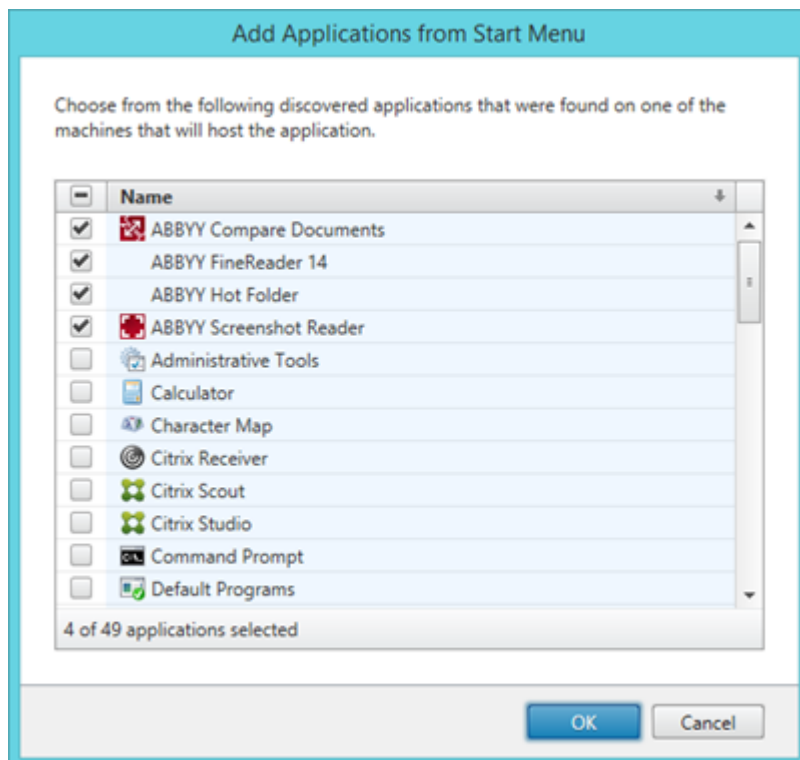 Add Applications from Start Menu
Choose from the following discovered applications that were found on one of the
machines that will host the application.
Name
ABBYY Compare Documents
ABBYY FineReader 14
ABBYY Hot Folder
ABBYY Screenshot Reader
Administrative Tools
Calculator
Character Map
Citrix Receiver
Citrix Scout
Citrix Studio
Command Prompt
Default Programs
4 of 49 applications selected
OK Cancel